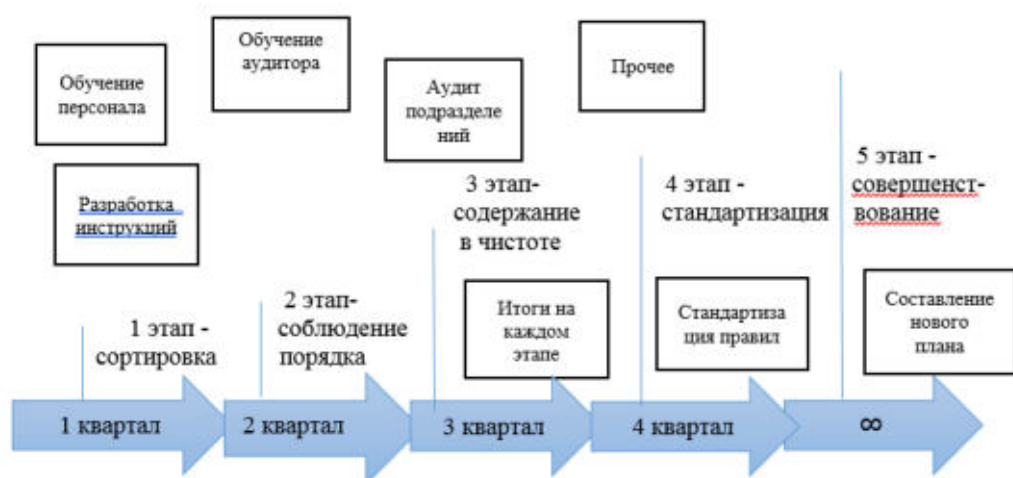 Обучение
персонала
Обучение
аудитора
Аудит
подразделе
ний
Прочее
Разработка
инструкций
1 этап -
сортировка
2 этап-
соблюдение
порядка
3 этап-
содержание
в чистоте
4 этап -
стандартизация
5 этап -
совершенст-
вование
Итоги на
каждом
этапе
Стандартиза
ция правил
Составление
нового
плана
1 квартал
2 квартал
3 квартал
4 квартал
∞